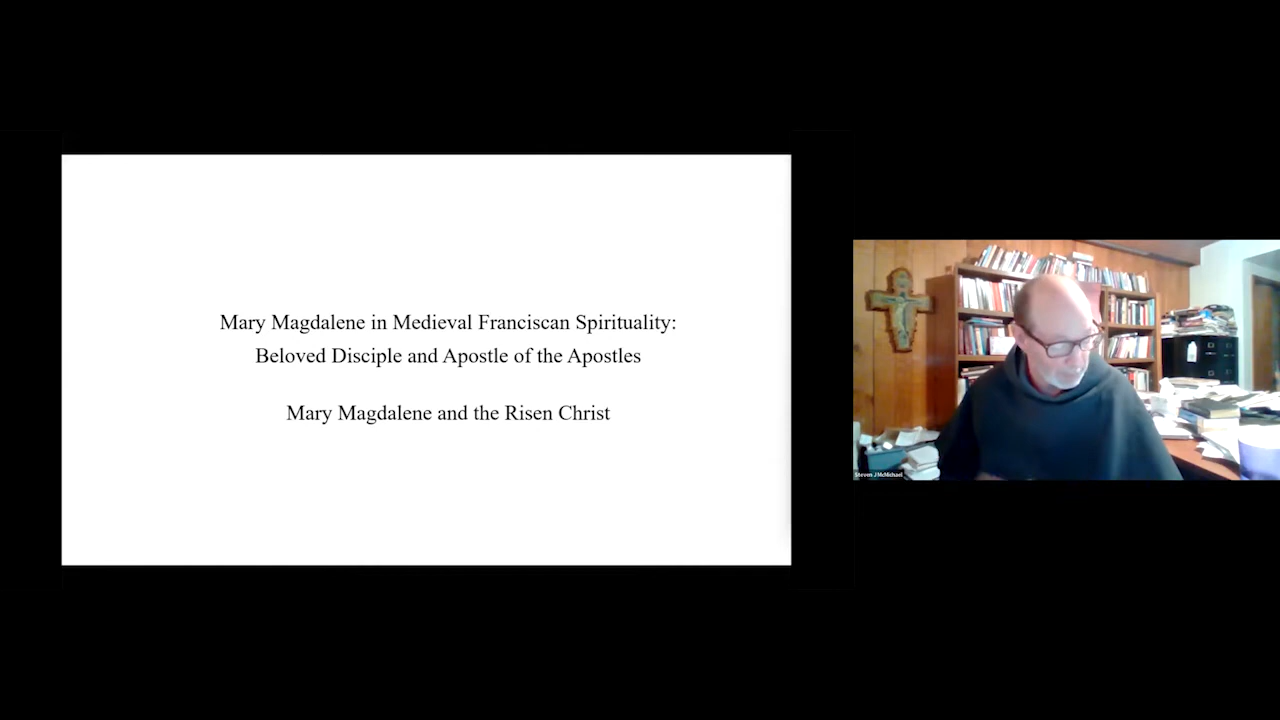 Mary Magdalene in Medieval Franciscan Spirituality:
Beloved Disciple and Apostle of the Apostles
Mary Magdalene and the Risen Christ
Steven J McMichael